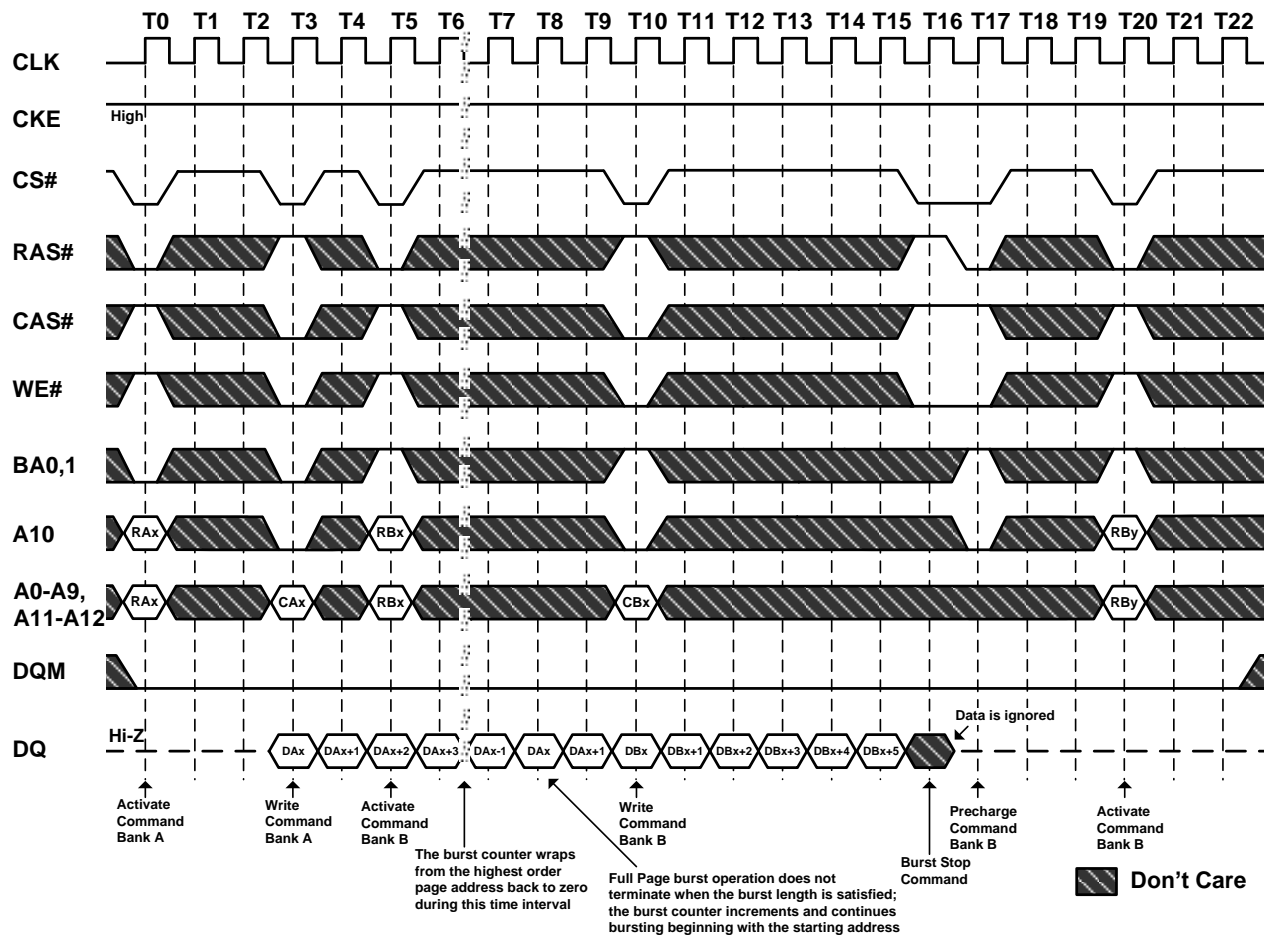 T0 T1 T2 T3 T4 T5 T6 T7 T8 T9 T10 T11 T12 T13 T14 T15 T16 T17 T18 T19 T20 T21 T22
CLK
CKE High
CS#
RAS#
CAS#
WE#
BA0,1
A10 RAx RBx RBy
A0-A9,
A11-A12 RAx CAx RBx CBx RBy
DQM
DQ Hi-Z DAx DAx+1 DAx+2 DAx+3 DAx-1 DAx DAx+1 DBx DBx+1 DBx+2 DBx+3 DBx+4 DBx+5
Data is ignored
Activate
Command
Bank A
Write
Command
Bank A
Activate
Command
Bank B
The burst counter wraps
from the highest order
page address back to zero
during this time interval
Full Page burst operation does not
terminate when the burst length is satisfied;
the burst counter increments and continues
bursting beginning with the starting address
Write
Command
Bank B
Burst Stop
Command
Precharge
Command
Bank B
Activate
Command
Bank B
Don't Care